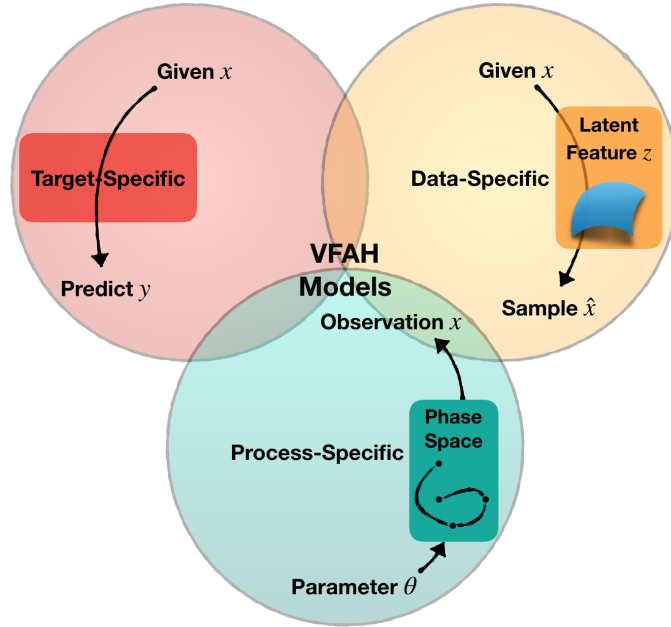 Given x
Target-Specific
Predict y
Given x
Latent
Feature z
Data-Specific
Sample x̂
VFAH
Models
Observation x
Phase
Space
Process-Specific
Parameter θ